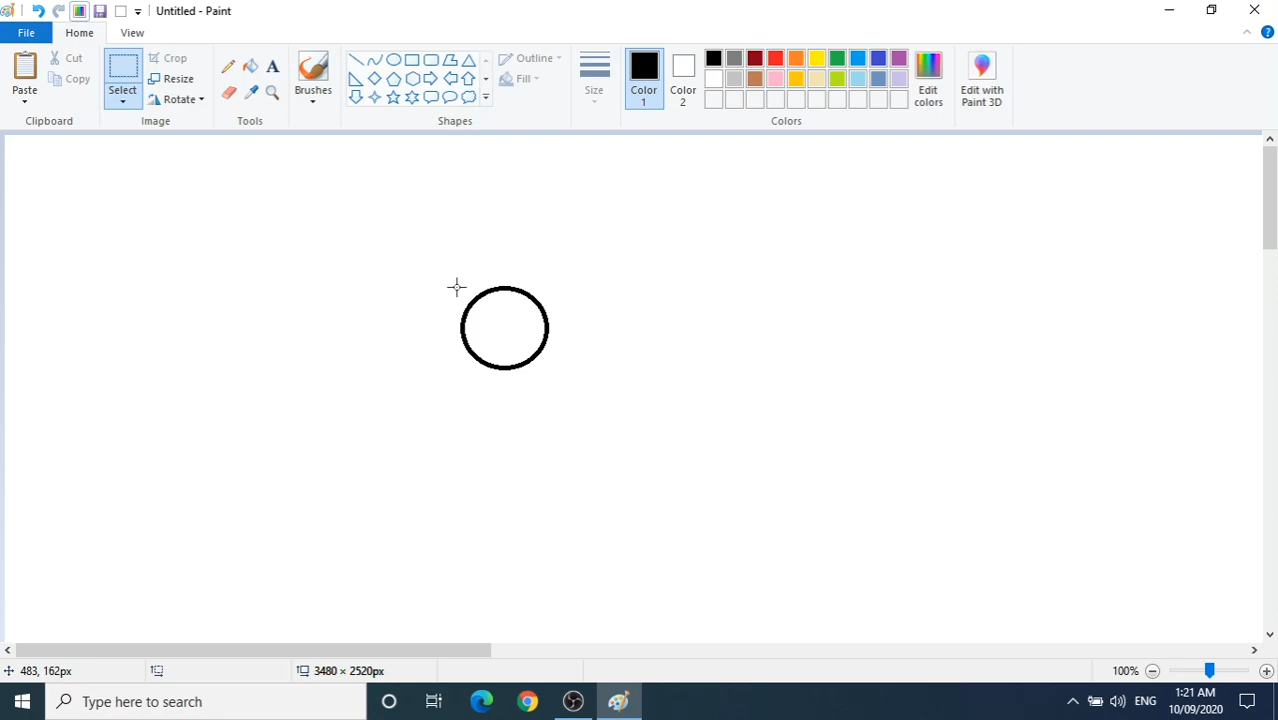 Untitled - Paint
File Home View
Paste Cut Copy
Clipboard
Select Crop Resize Rotate
Image
A
Tools
Brushes
Outline Fill
Shapes
Size
Color 1 Color 2
Edit colors
Colors
Edit with Paint 3D
483, 162px
3480 × 2520px
100%
Type here to search
ENG
1:21 AM
10/09/2020